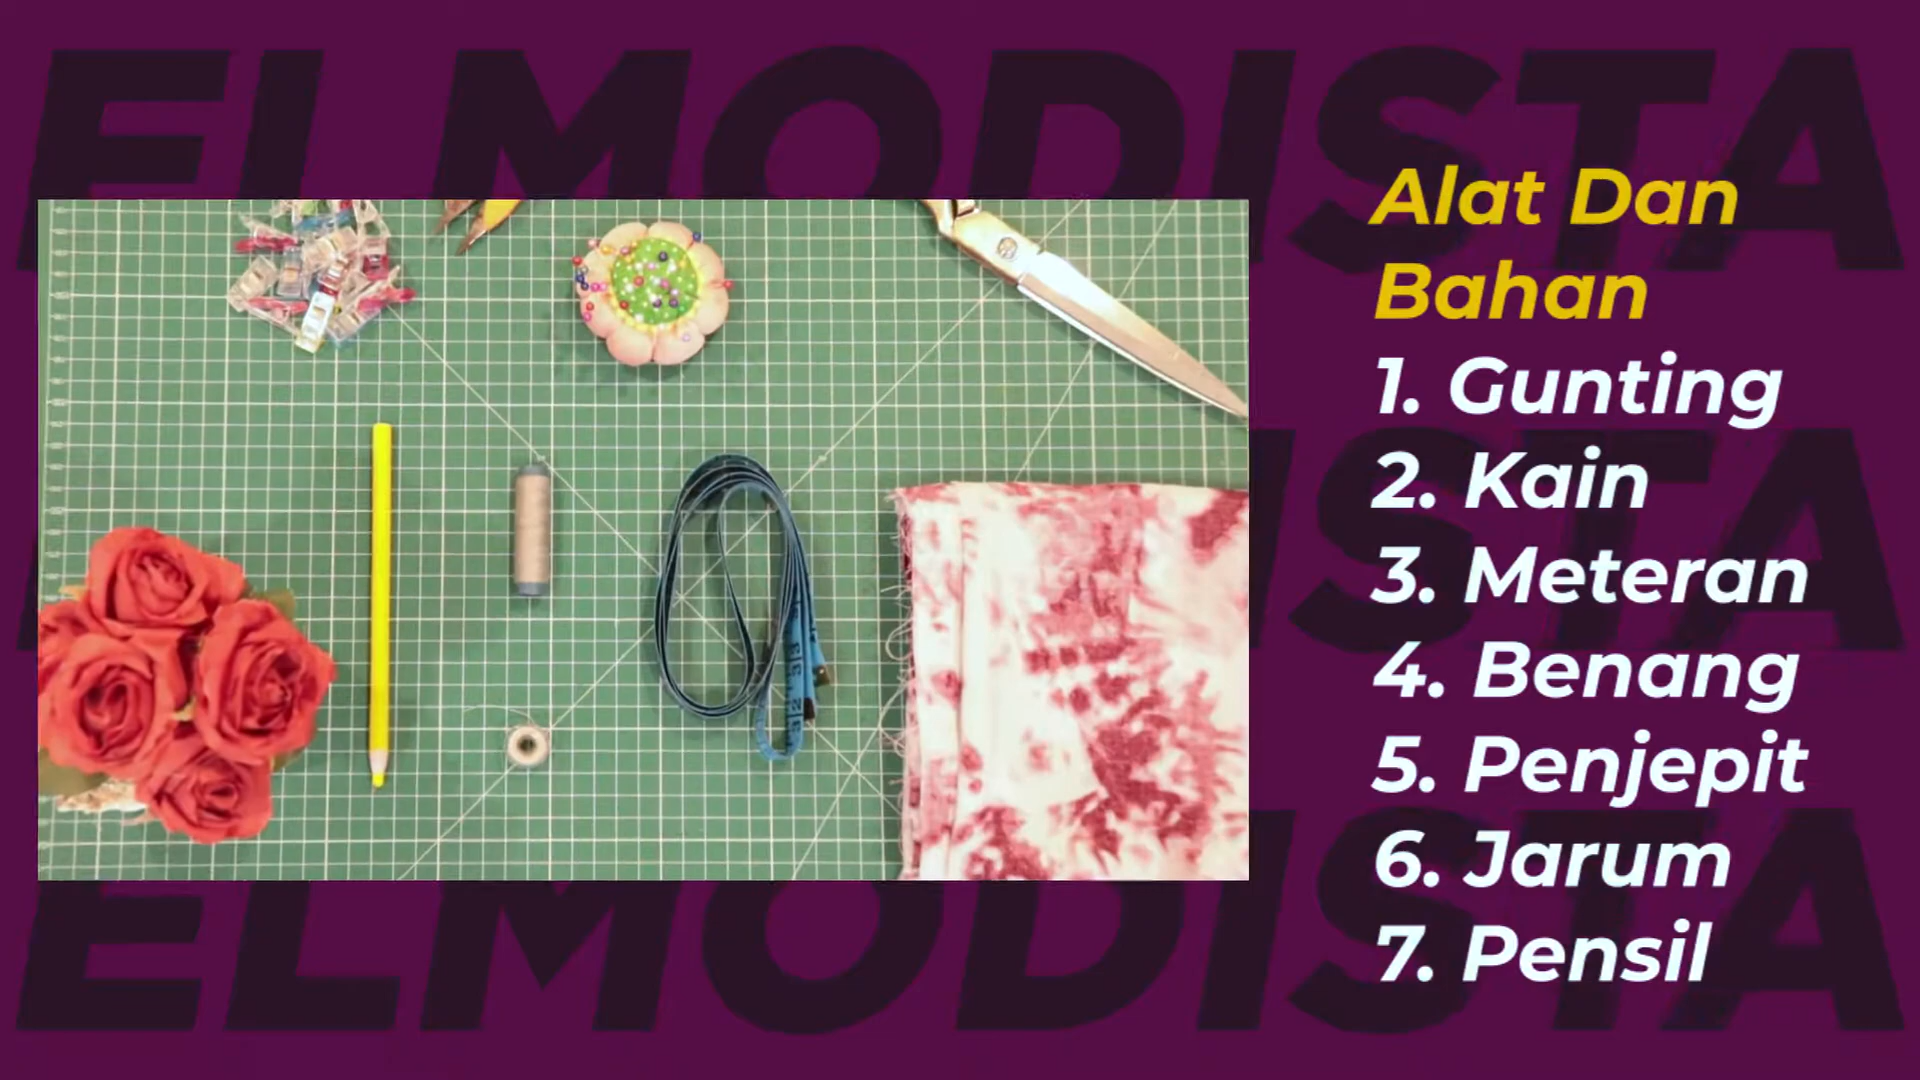 ELMODISTA
Alat Dan
Bahan
1. Gunting
2. Kain
3. Meteran
4. Benang
5. Penjepit
6. Jarum
7. Pensil
ELMODISTA